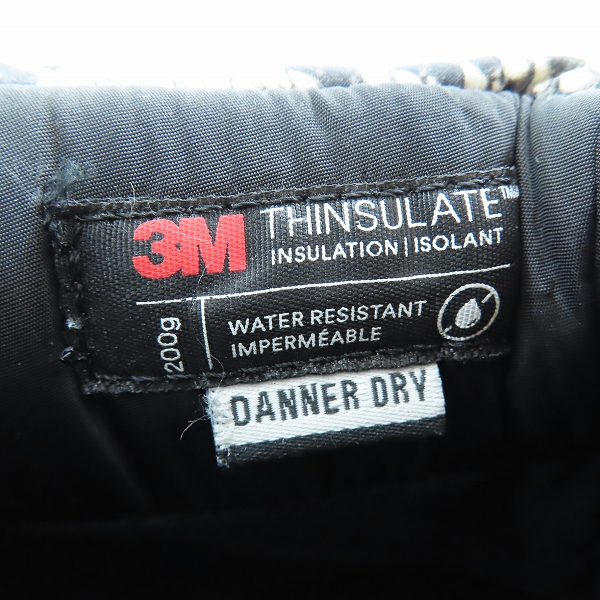 3M THINSULATE™
INSULATION | ISOLANT
200g
WATER RESISTANT
IMPERMÉABLE
DANNER DRY